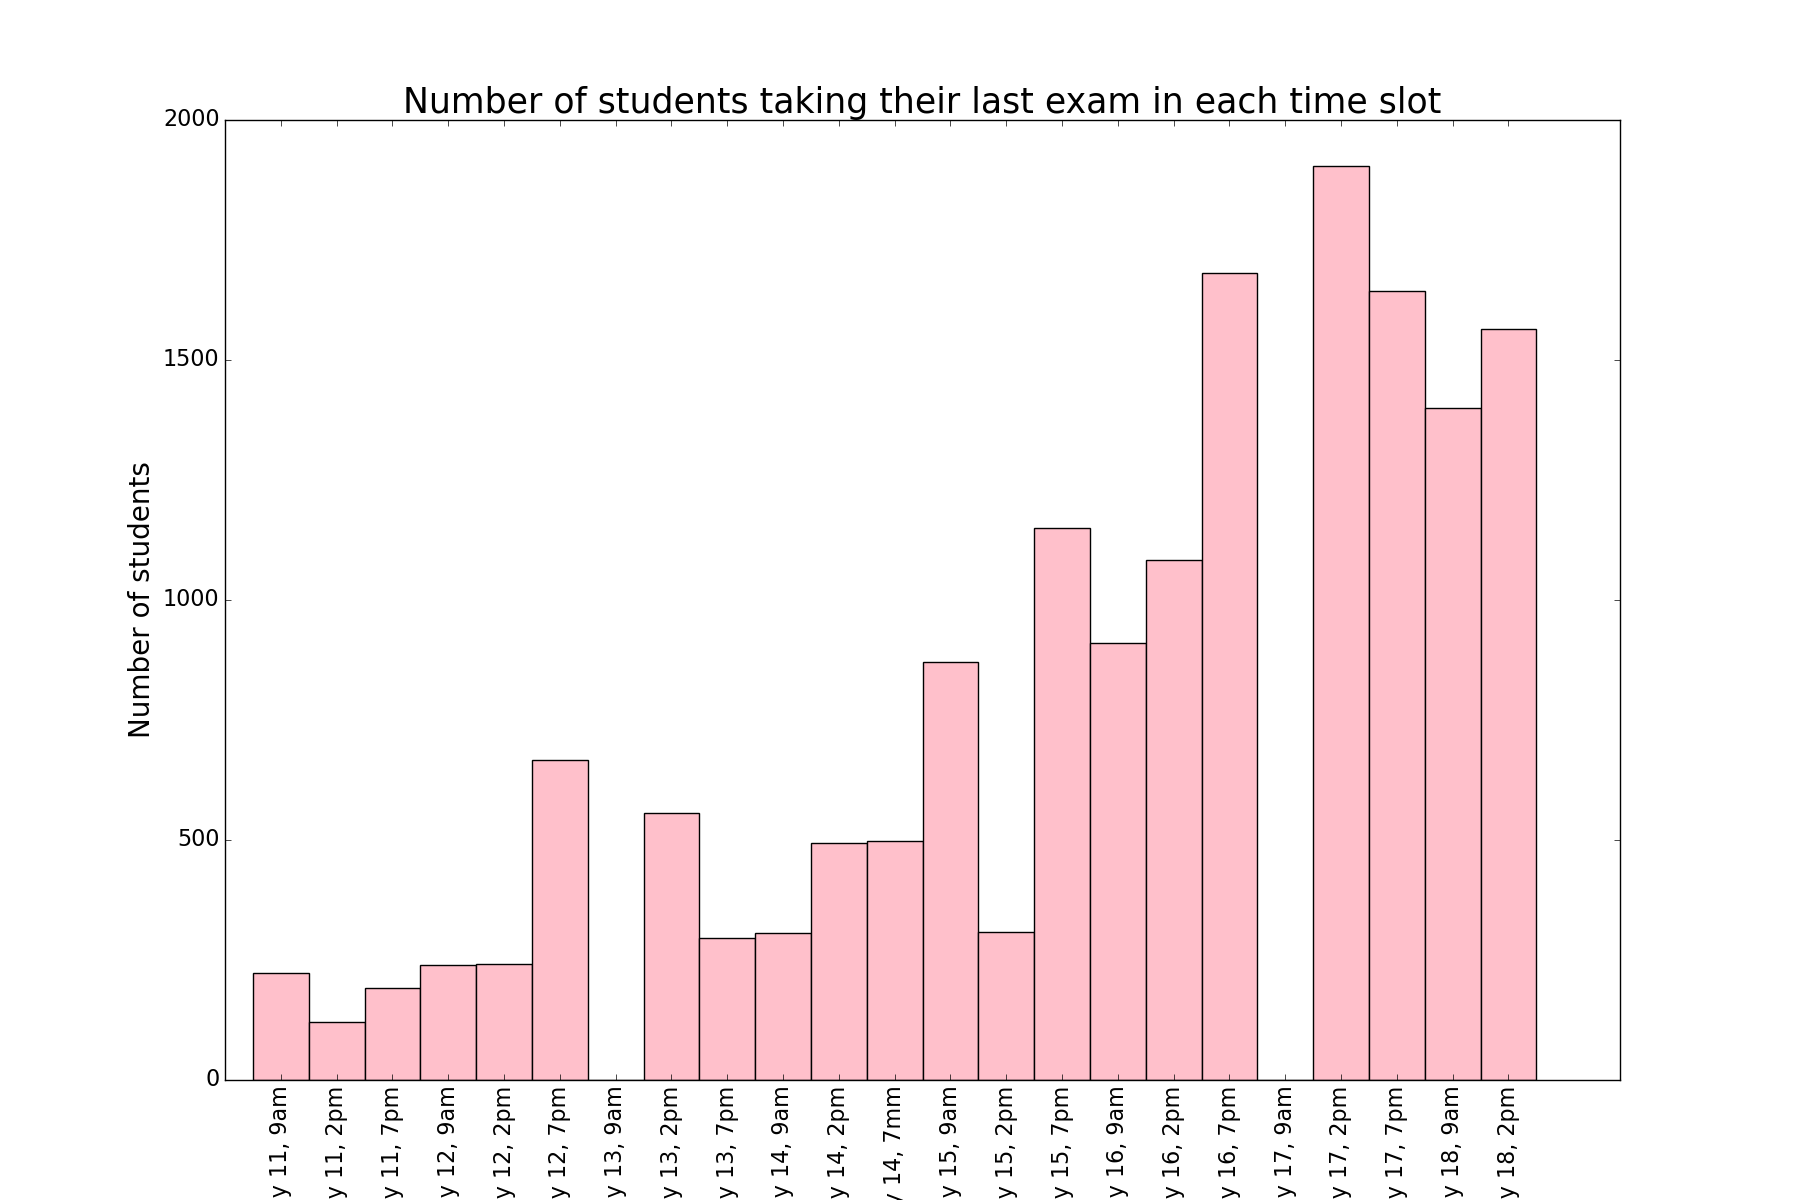 Number of students taking their last exam in each time slot
2000
1500
1000
500
0
Number of students
y 11, 9am
y 11, 2pm
y 11, 7pm
y 12, 9am
y 12, 2pm
y 12, 7pm
y 13, 9am
y 13, 2pm
y 13, 7pm
y 14, 9am
y 14, 2pm
y 14, 7mm
y 15, 9am
y 15, 2pm
y 15, 7pm
y 16, 9am
y 16, 2pm
y 16, 7pm
y 17, 9am
y 17, 2pm
y 17, 7pm
y 18, 9am
y 18, 2pm